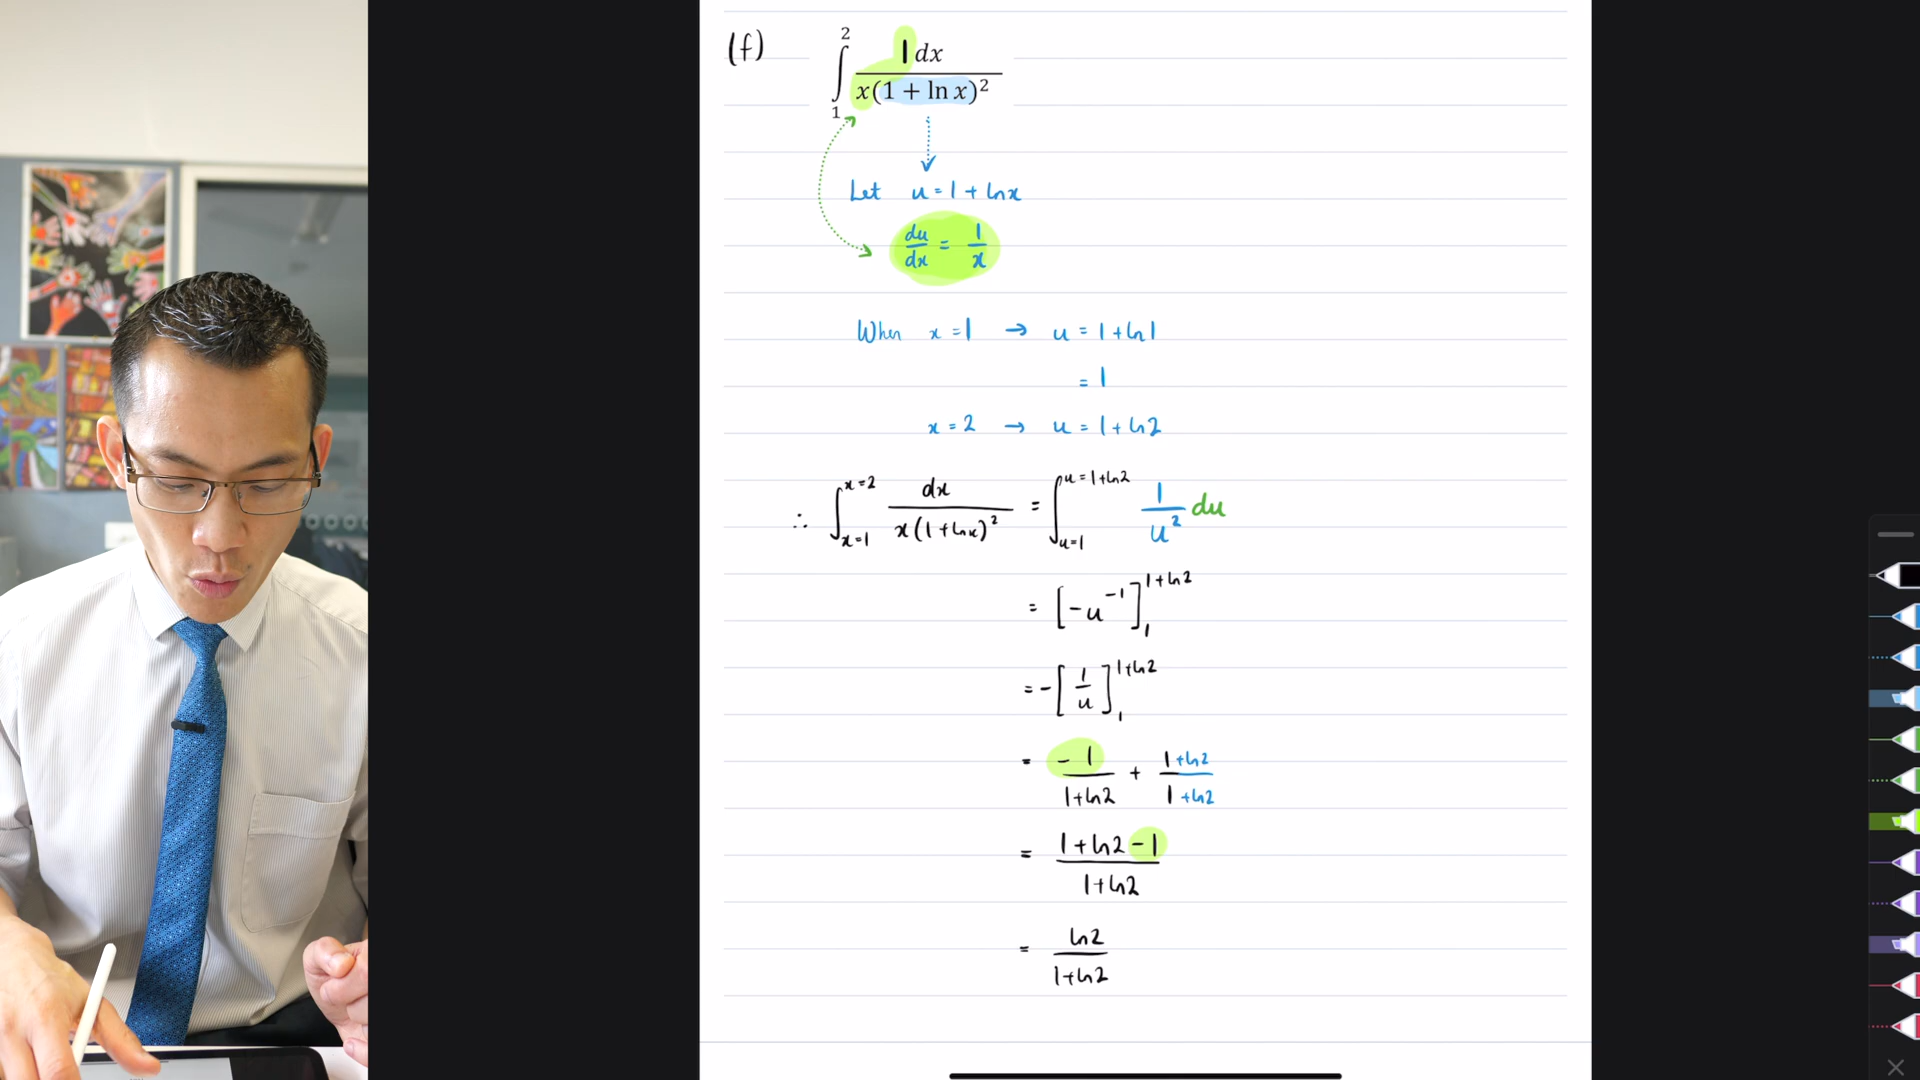 (f) ∫₁² 1 dx / x(1 + ln x)²
Let u = 1 + ln x
du/dx = 1/x
When x = 1 → u = 1 + ln 1
= 1
x = 2 → u = 1 + ln 2
∴ ∫_{x=1}^{x=2} dx / x(1 + ln x)² = ∫_{u=1}^{u=1+ln2} 1/u² du
= [-u⁻¹]₁^{1+ln2}
= -[1/u]₁^{1+ln2}
= -1/(1+ln2) + (1+ln2)/(1+ln2)
= (1+ln2-1)/(1+ln2)
= ln2/(1+ln2)